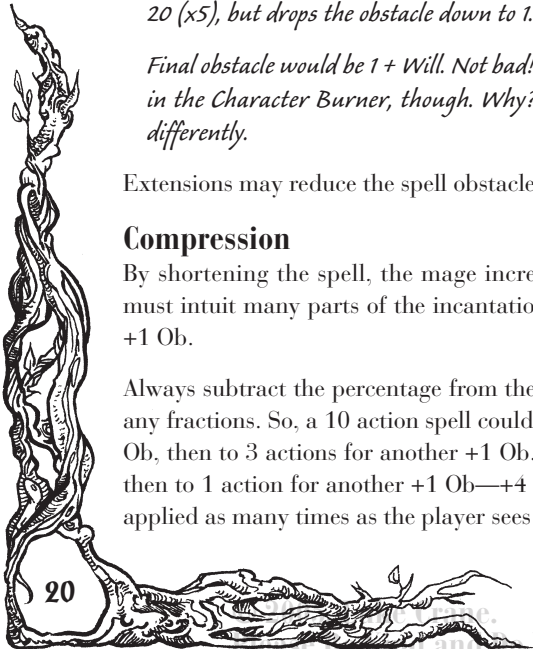 20 (x5), but drops the obstacle down to 1.
Final obstacle would be 1 + Will. Not bad!
in the Character Burner, though. Why?
differently.
Extensions may reduce the spell obstacle
Compression
By shortening the spell, the mage incre
must intuit many parts of the incantatio
+1 Ob.
Always subtract the percentage from the
any fractions. So, a 10 action spell could
Ob, then to 3 actions for another +1 Ob.
then to 1 action for another +1 Ob—+4
applied as many times as the player sees
20
Crane.
and